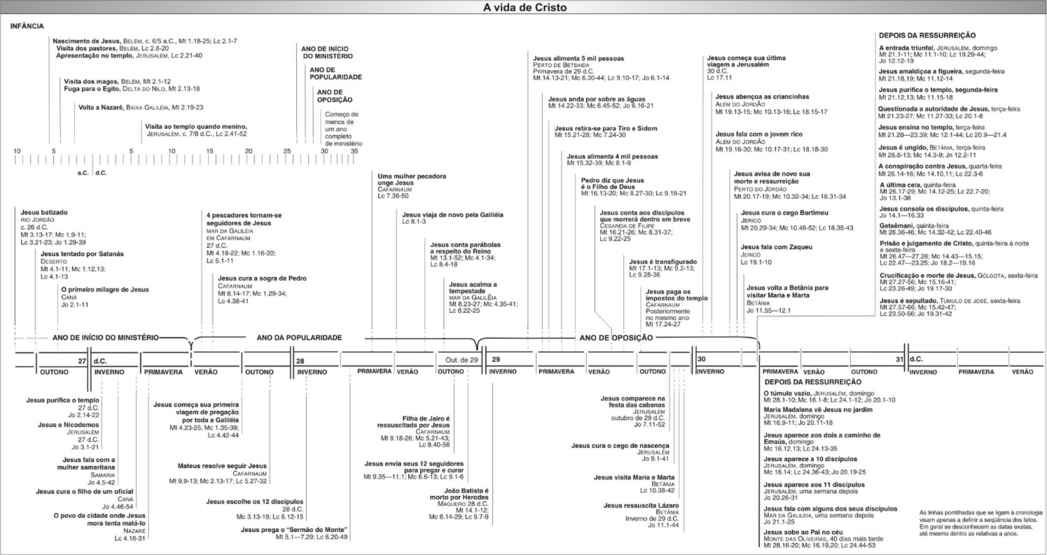 A vida de Cristo
INFÂNCIA
Nascimento de Jesus, BELÉM, c. 6/5 a.C., Mt 1.18-25; Lc 2.1-7
Visita dos pastores, BELÉM, Lc 2.8-20
Apresentação no templo, JERUSALÉM, Lc 2.21-40
Visita dos magos, BELÉM, Mt 2.1-12
Fuga para o Egito, DELTA DO NILO, Mt 2.13-18
Volta a Nazaré, BAIXA GALILÉIA, Mt 2.19-23
Visita ao templo quando menino,
JERUSALÉM, c. 7/8 d.C., Lc 2.41-52
ANO DE INÍCIO
DO MINISTÉRIO
ANO DE
POPULARIDADE
ANO DE
OPOSIÇÃO
Começo de
menos de
um ano
completo
de ministério
10 5 5 10 15 20 25 30 35
a.C. d.C.
Jesus batizado
RIO JORDÃO
c. 26 d.C.
Mt 3.13-17; Mc 1.9-11;
Lc 3.21-23; Jo 1.29-39
Jesus tentado por Satanás
DESERTO
Mt 4.1-11; Mc 1.12,13;
Lc 4.1-13
O primeiro milagre de Jesus
CANÁ
Jo 2.1-11
4 pescadores tornam-se
seguidores de Jesus
MAR DA GALILÉIA
EM CAFARNAUM
27 d.C.
Mt 4.18-22; Mc 1.16-20;
Lc 5.1-11
Jesus cura a sogra de Pedro
CAFARNAUM
Mt 8.14-17; Mc 1.29-34;
Lc 4.38-41
Uma mulher pecadora
unge Jesus
CAFARNAUM
Lc 7.36-50
Jesus viaja de novo pela Galiléia
Lc 8.1-3
Jesus conta parábolas
a respeito do Reino
Mt 13.1-52; Mc 4.1-34;
Lc 8.4-18
Jesus acalma a
tempestade
MAR DA GALILÉIA
Mt 8.23-27; Mc 4.35-41;
Lc 8.22-25
Jesus alimenta 5 mil pessoas
PERTO DE BETSAIDA
Primavera de 29 d.C.
Mt 14.13-21; Mc 6.30-44; Lc 9.10-17; Jo 6.1-14
Jesus anda por sobre as águas
Mt 14.22-33; Mc 6.45-52; Jo 6.16-21
Jesus retira-se para Tiro e Sidom
Mt 15.21-28; Mc 7.24-30
Jesus alimenta 4 mil pessoas
Mt 15.32-39; Mc 8.1-9
Pedro diz que Jesus
é o Filho de Deus
Mt 16.13-20; Mc 8.27-30; Lc 9.18-21
Jesus conta aos discípulos
que morrerá dentro em breve
CESARÉIA DE FILIPE
Mt 16.21-26; Mc 8.31-37;
Lc 9.22-25
Jesus é transfigurado
Mt 17.1-13; Mc 9.2-13;
Lc 9.28-36
Jesus paga os
impostos do templo
CAFARNAUM
Posteriormente
no mesmo ano
Mt 17.24-27
Jesus começa sua última
viagem a Jerusalém
30 d.C.
Lc 17.11
Jesus abençoa as criancinhas
ALÉM DO JORDÃO
Mt 19.13-15; Mc 10.13-16; Lc 18.15-17
Jesus fala com o jovem rico
ALÉM DO JORDÃO
Mt 19.16-30; Mc 10.17-31; Lc 18.18-30
Jesus avisa de novo sua
morte e ressurreição
PERTO DO JORDÃO
Mt 20.17-19; Mc 10.32-34; Lc 18.31-34
Jesus cura o cego Bartimeu
JERICÓ
Mt 20.29-34; Mc 10.46-52; Lc 18.35-43
Jesus fala com Zaqueu
JERICÓ
Lc 19.1-10
Jesus volta a Betânia para
visitar Maria e Marta
BETÂNIA
Jo 11.55—12.1
DEPOIS DA RESSURREIÇÃO
A entrada triunfal, JERUSALÉM, domingo
Mt 21.1-11; Mc 11.1-10; Lc 19.29-44;
Jo 12.12-19
Jesus amaldiçoa a figueira, segunda-feira
Mt 21.18,19; Mc 11.12-14
Jesus purifica o templo, segunda-feira
Mt 21.12,13; Mc 11.15-18
Questionada a autoridade de Jesus, terça-feira
Mt 21.23-27; Mc 11.27-33; Lc 20.1-8
Jesus ensina no templo, terça-feira
Mt 21.28—23.39; Mc 12.1-44; Lc 20.9—21.4
Jesus é ungido, BETÂNIA, terça-feira
Mt 26.6-13; Mc 14.3-9; Jo 12.2-11
A conspiração contra Jesus, quarta-feira
Mt 26.14-16; Mc 14.10,11; Lc 22.3-6
A última ceia, quinta-feira
Mt 26.17-29; Mc 14.12-25; Lc 22.7-20;
Jo 13.1-38
Jesus consola os discípulos, quinta-feira
Jo 14.1—16.33
Getsêmani, quinta-feira
Mt 26.36-46; Mc 14.32-42; Lc 22.40-46
Prisão e julgamento de Cristo, quinta-feira à noite
e sexta-feira
Mt 26.47—27.26; Mc 14.43—15.15;
Lc 22.47—23.25; Jo 18.2—19.16
Crucificação e morte de Jesus, GÓLGOTA, sexta-feira
Mt 27.27-56; Mc 15.16-41;
Lc 23.26-49; Jo 19.17-30
Jesus é sepultado, TÚMULO DE JOSÉ, sexta-feira
Mt 27.57-66; Mc 15.42-47;
Lc 23.50-56; Jo 19.31-42
ANO DE INÍCIO DO MINISTÉRIO ANO DA POPULARIDADE ANO DE OPOSIÇÃO
27 d.C. 28 Out. de 29 29 30 31 d.C.
OUTONO INVERNO PRIMAVERA VERÃO OUTONO INVERNO PRIMAVERA VERÃO OUTONO INVERNO PRIMAVERA VERÃO OUTONO INVERNO PRIMAVERA VERÃO OUTONO INVERNO PRIMAVERA VERÃO
Jesus purifica o templo
27 d.C.
Jo 2.14-22
Jesus e Nicodemos
JERUSALÉM
27 d.C.
Jo 3.1-21
Jesus fala com a
mulher samaritana
SAMARIA
Jo 4.5-42
Jesus cura o filho de um oficial
CANÁ
Jo 4.46-54
O povo da cidade onde Jesus
mora tenta matá-lo
NAZARÉ
Lc 4.16-31
Jesus começa sua primeira
viagem de pregação
por toda a Galiléia
Mt 4.23-25; Mc 1.35-39;
Lc 4.42-44
Mateus resolve seguir Jesus
CAFARNAUM
Mt 9.9-13; Mc 2.13-17; Lc 5.27-32
Jesus escolhe os 12 discípulos
28 d.C.
Mc 3.13-19; Lc 6.12-15
Jesus prega o "Sermão do Monte"
Mt 5.1—7.29; Lc 6.20-49
Filha de Jairo é
ressuscitada por Jesus
CAFARNAUM
Mt 9.18-26; Mc 5.21-43;
Lc 8.40-56
Jesus envia seus 12 seguidores
para pregar e curar
Mt 9.35—11.1; Mc 6.6-13; Lc 9.1-6
João Batista é
morto por Herodes
MAQUERO 28 d.C.
Mt 14.1-12;
Mc 6.14-29; Lc 9.7-9
Jesus comparece na
festa das cabanas
JERUSALÉM
outubro de 29 d.C.
Jo 7.11-52
Jesus cura o cego de nascença
JERUSALÉM
Jo 9.1-41
Jesus visita Maria e Marta
BETÂNIA
Lc 10.38-42
Jesus ressuscita Lázaro
BETÂNIA
Inverno de 29 d.C.
Jo 11.1-44
DEPOIS DA RESSURREIÇÃO
O túmulo vazio, JERUSALÉM, domingo
Mt 28.1-10; Mc 16.1-8; Lc 24.1-12; Jo 20.1-10
Maria Madalena vê Jesus no jardim
JERUSALÉM, domingo
Mt 16.9-11; Mc 20.11-18
Jesus aparece aos dois a caminho de
Emaús, domingo
Mc 16.12,13; Lc 24.13-35
Jesus aparece a 10 discípulos
JERUSALÉM, domingo
Mc 16.14; Lc 24.36-43; Jo 20.19-25
Jesus aparece aos 11 discípulos
JERUSALÉM, uma semana depois
Jo 20.26-31
Jesus fala com alguns dos seus discípulos
MAR DA GALILÉIA, uma semana depois
Jo 21.1-25
Jesus sobe ao Pai no céu
MONTE DAS OLIVEIRAS, 40 dias mais tarde
Mt 28.16-20; Mc 16.19,20; Lc 24.44-53
As linhas pontilhadas que se ligam à cronologia
visam apenas a definir a seqüência dos fatos.
Em geral se desconhecem as datas exatas,
até mesmo dentro as relativas a anos.